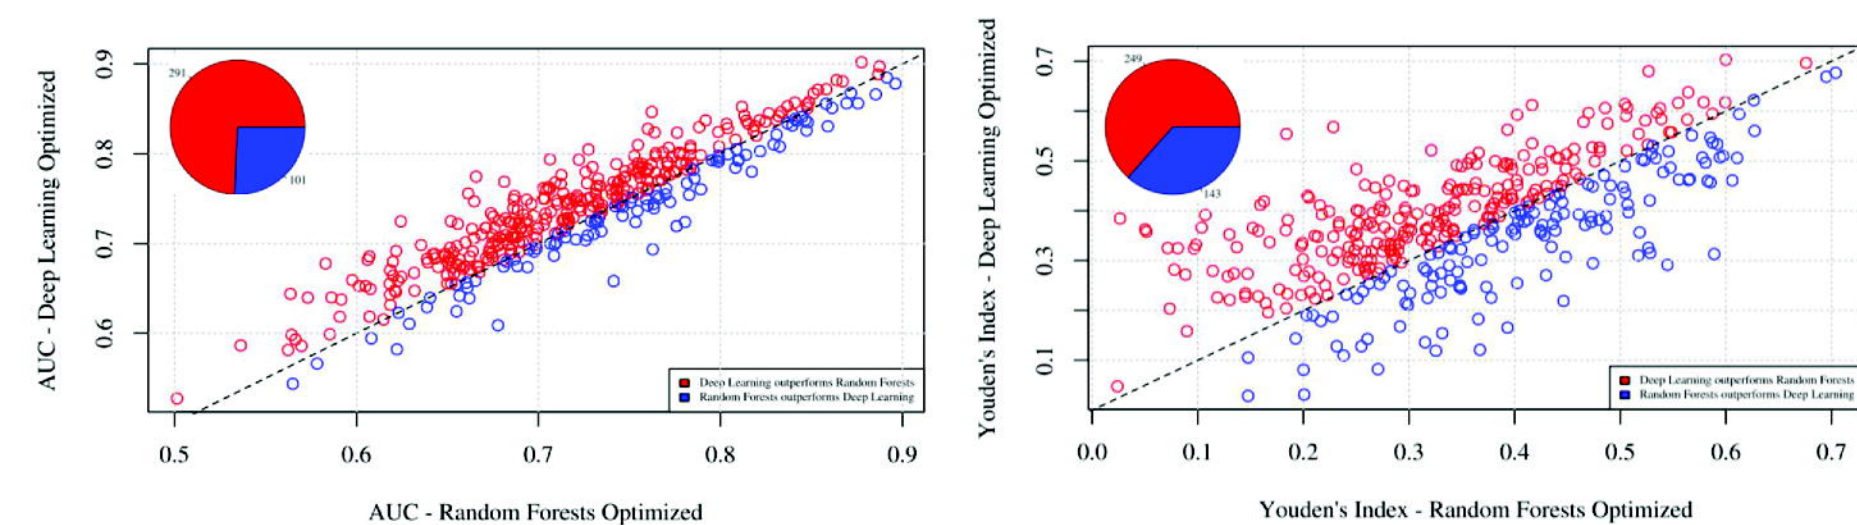 AUC - Deep Learning Optimized
0.9
0.8
0.7
0.6
291
101
Deep Learning outperforms Random Forests
Random Forests outperforms Deep Learning
0.5 0.6 0.7 0.8 0.9
AUC - Random Forests Optimized
Youden's Index - Deep Learning Optimized
0.7
0.5
0.3
0.1
249
143
Deep Learning outperforms Random Forests
Random Forests outperforms Deep Learning
0.0 0.1 0.2 0.3 0.4 0.5 0.6 0.7
Youden's Index - Random Forests Optimized